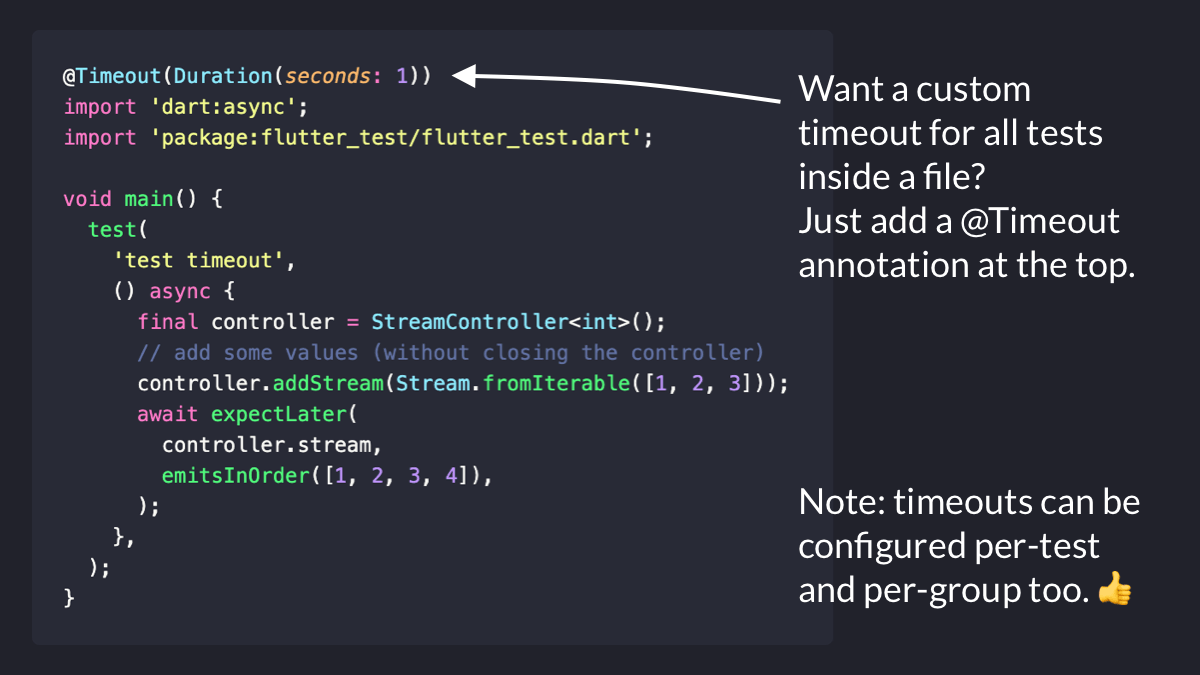 @Timeout(Duration(seconds: 1))
import 'dart:async';
import 'package:flutter_test/flutter_test.dart';
void main() {
test(
'test timeout',
() async {
final controller = StreamController<int>();
// add some values (without closing the controller)
controller.addStream(Stream.fromIterable([1, 2, 3]));
await expectLater(
controller.stream,
emitsInOrder([1, 2, 3, 4]),
);
},
);
}
Want a custom
timeout for all tests
inside a file?
Just add a @Timeout
annotation at the top.
Note: timeouts can be
configured per-test
and per-group too. 👍